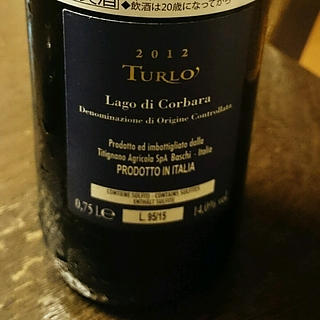 ◆飲酒は20歳になってから
2012
TURLO'
Lago di Corbara
Denominazione di Origine Controllata
Prodotto ed imbottigliato dalla
Titignano Agricola SpA Baschi - Italia
PRODOTTO IN ITALIA
CONTIENE SOLFITI - CONTAINS SULFITES
ENTHÄLT SULFITE
0,75 L e
L. 95/15
14,0% vol